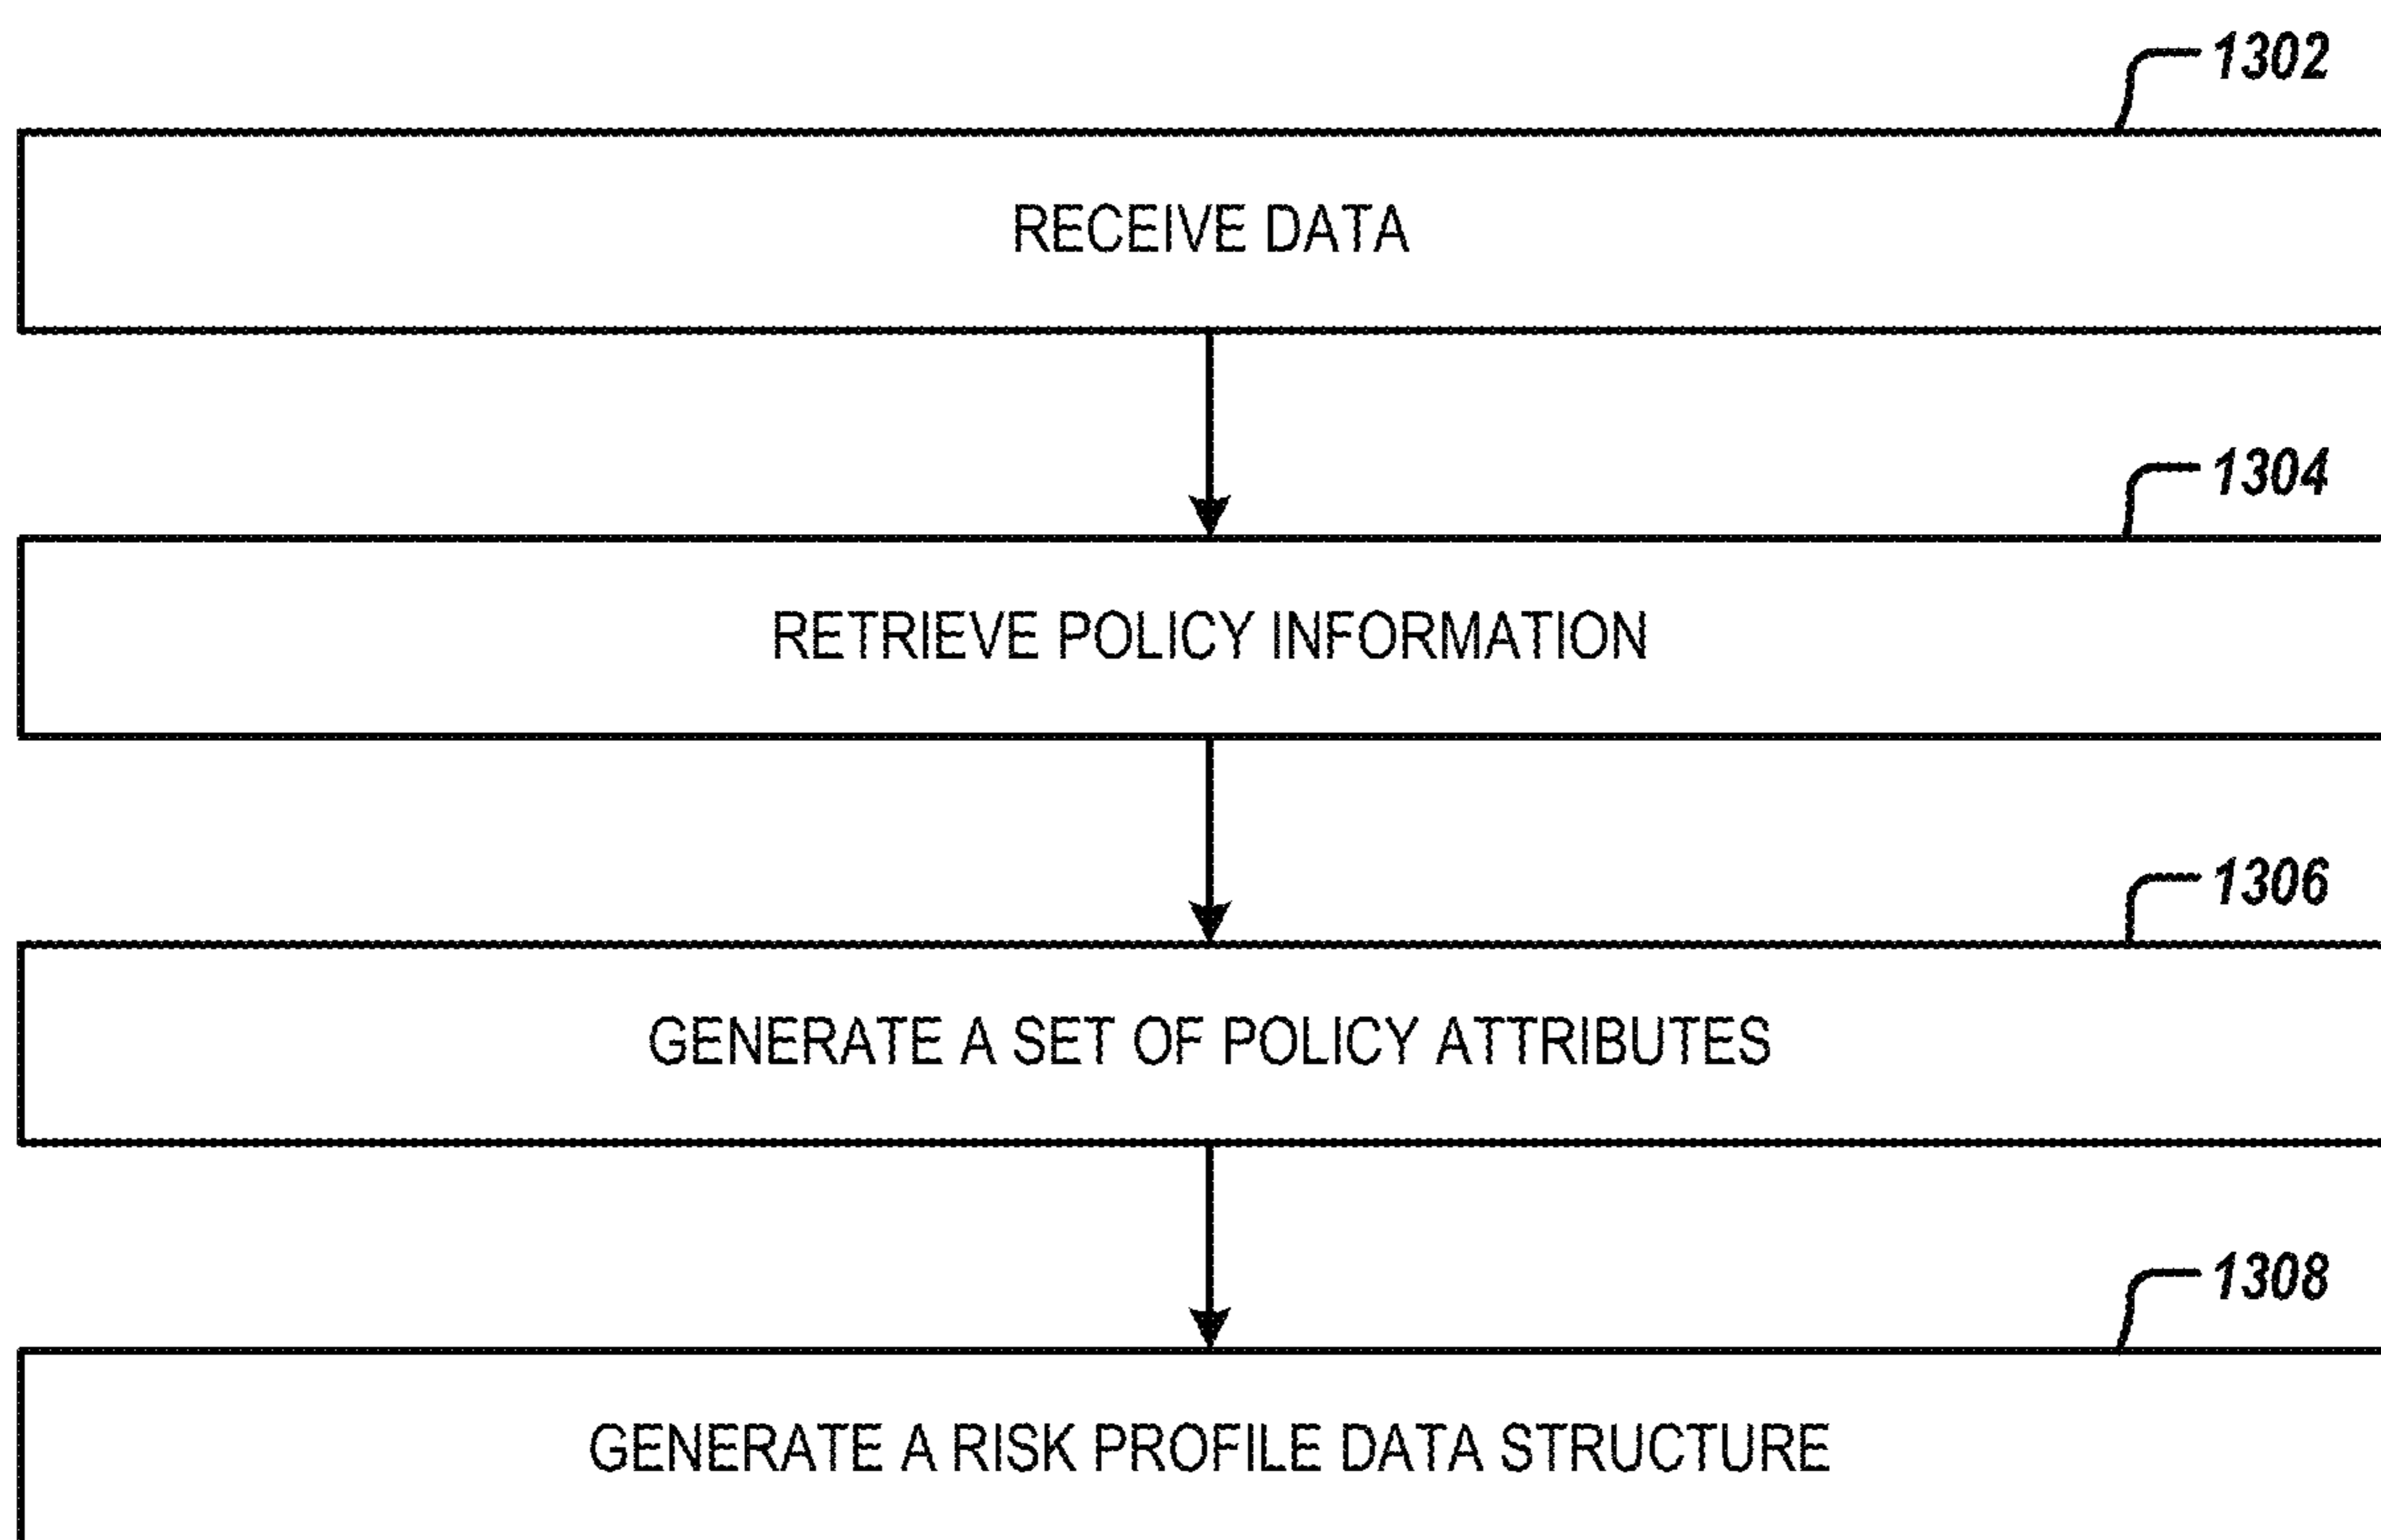 1302
RECEIVE DATA
1304
RETRIEVE POLICY INFORMATION
1306
GENERATE A SET OF POLICY ATTRIBUTES
1308
GENERATE A RISK PROFILE DATA STRUCTURE